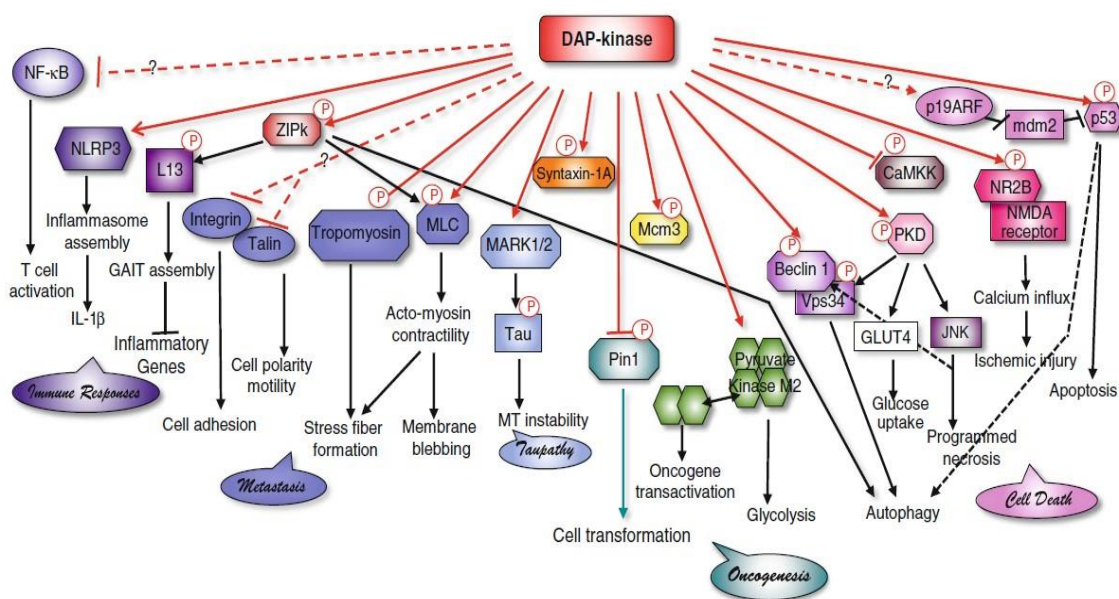 DAP-kinase
NF-κB
?
?
p19ARF
P
p53
mdm2
P
ZIPk
NLRP3
P
L13
?
P
Syntaxin-1A
P
CaMKK
P
NR2B
NMDA
receptor
Integrin
Talin
P
Tropomyosin
P
MLC
MARK1/2
P
Mcm3
P
PKD
P
Beclin 1
P
Vps34
Inflammasome
assembly
T cell
activation
GAIT assembly
IL-1β
Inflammatory
Genes
Acto-myosin
contractility
P
Tau
P
Pin1
Pyruvate
Kinase M2
GLUT4
JNK
Calcium influx
Ischemic injury
Apoptosis
Immune Responses
Cell polarity
motility
Cell adhesion
Stress fiber
formation
Membrane
blebbing
MT instability
Taupathy
Glucose
uptake
Programmed
necrosis
Metastasis
Oncogene
transactivation
Glycolysis
Autophagy
Cell Death
Cell transformation
Oncogenesis